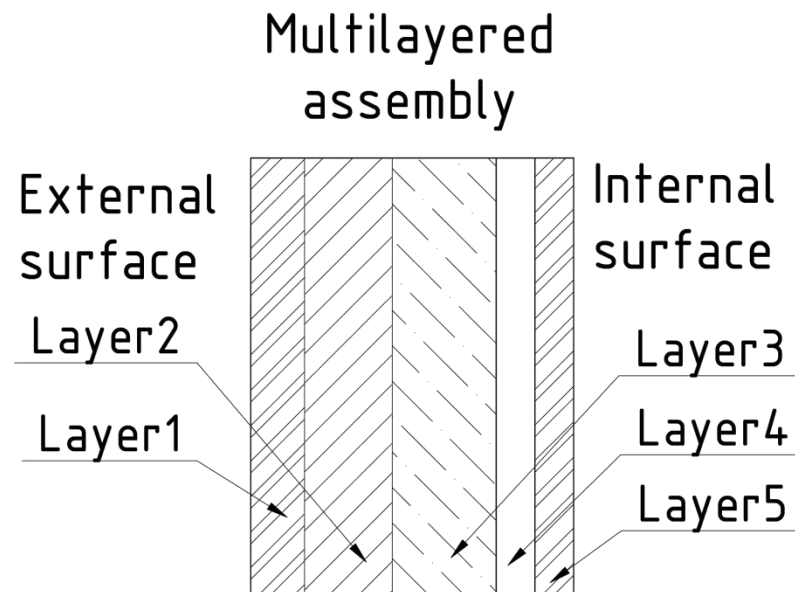 Multilayered
assembly
External
surface
Internal
surface
Layer2
Layer1
Layer3
Layer4
Layer5